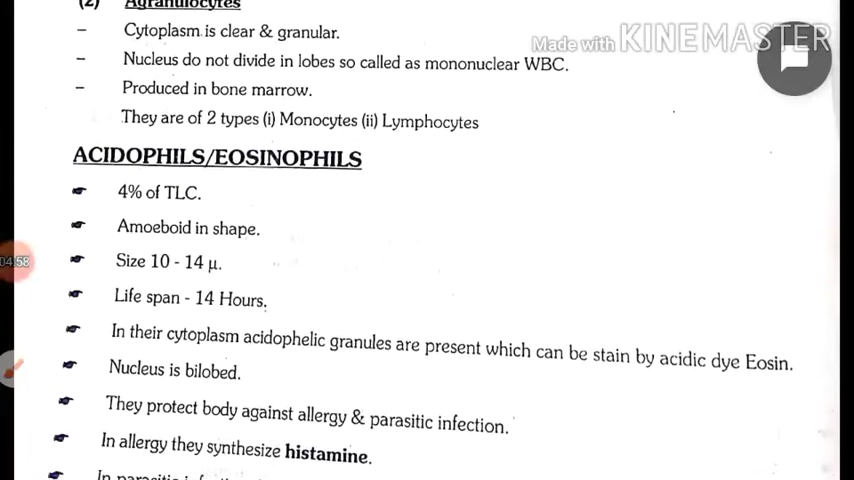 (2) Agranulocytes
Made with KINEMASTER
– Cytoplasm is clear & granular.
– Nucleus do not divide in lobes so called as mononuclear WBC.
– Produced in bone marrow.
They are of 2 types (i) Monocytes (ii) Lymphocytes
ACIDOPHILS/EOSINOPHILS
4% of TLC.
Amoeboid in shape.
04:58
Size 10 - 14 µ.
Life span - 14 Hours.
In their cytoplasm acidophelic granules are present which can be stain by acidic dye Eosin.
Nucleus is bilobed.
They protect body against allergy & parasitic infection.
In allergy they synthesize histamine.
In parasitic